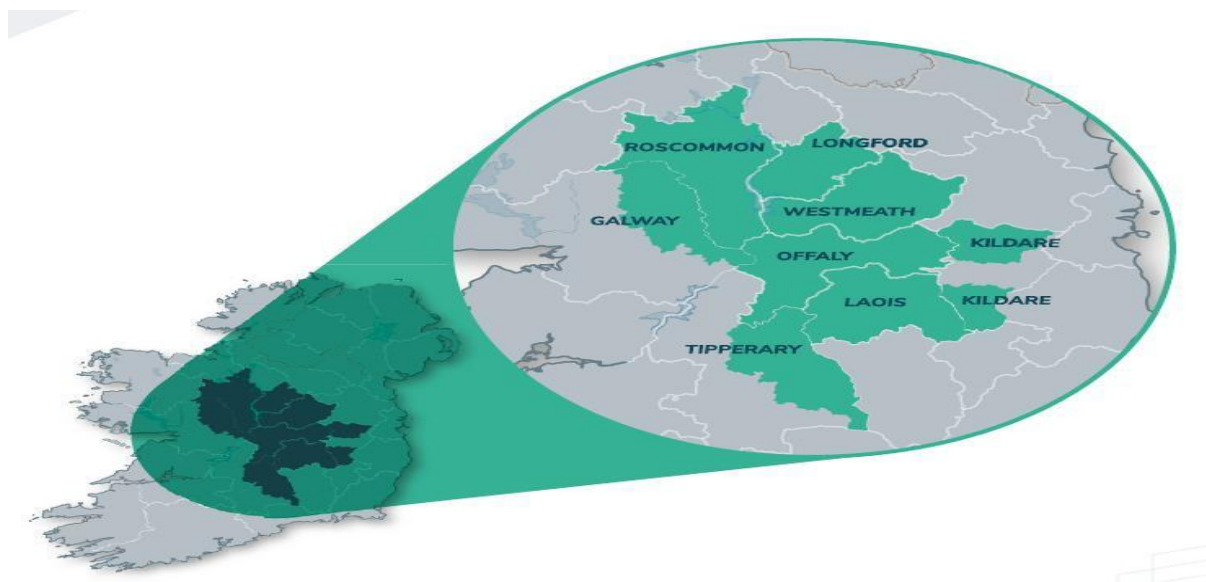 ROSCOMMON
LONGFORD
GALWAY
WESTMEATH
KILDARE
OFFALY
LAOIS
KILDARE
TIPPERARY